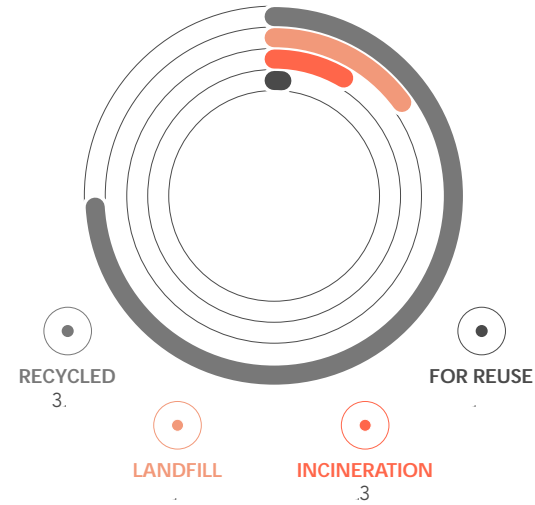 RECYCLED
3.
FOR REUSE
.
LANDFILL
.
INCINERATION
.3